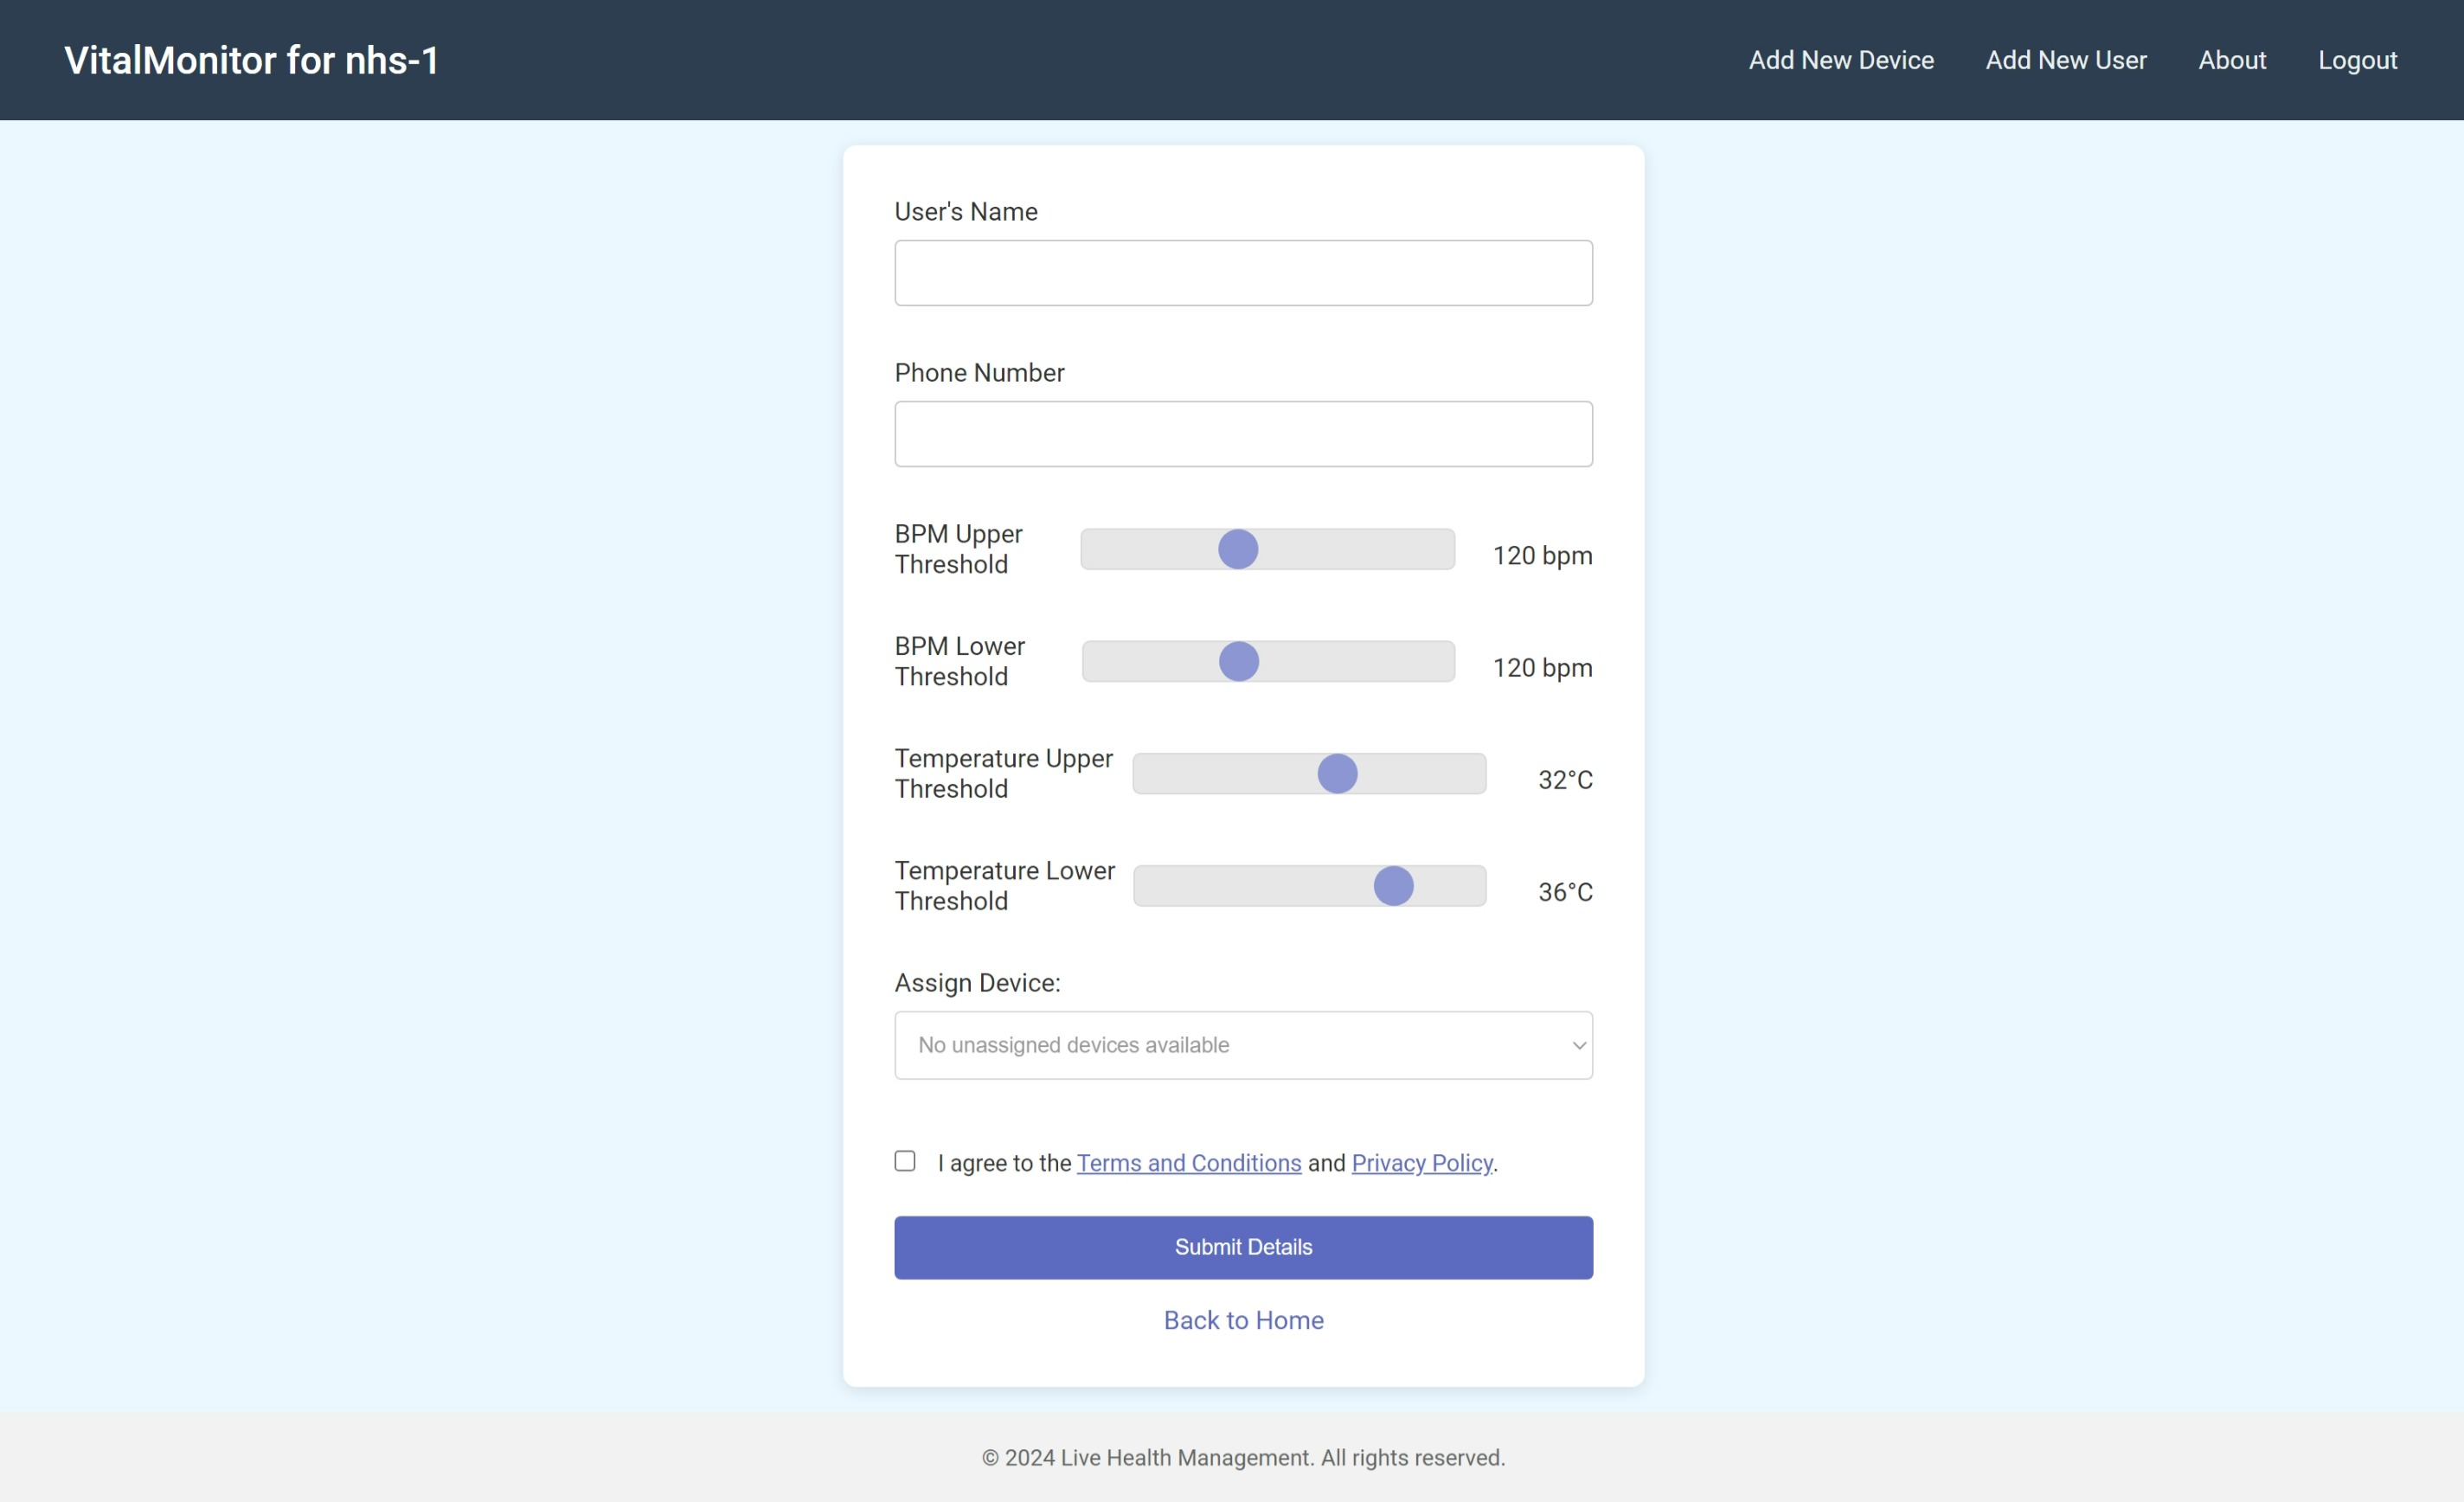 VitalMonitor for nhs-1
Add New Device
Add New User
About
Logout
User's Name
Phone Number
BPM Upper
Threshold
120 bpm
BPM Lower
Threshold
120 bpm
Temperature Upper
Threshold
32°C
Temperature Lower
Threshold
36°C
Assign Device:
No unassigned devices available
I agree to the Terms and Conditions and Privacy Policy.
Submit Details
Back to Home
© 2024 Live Health Management. All rights reserved.